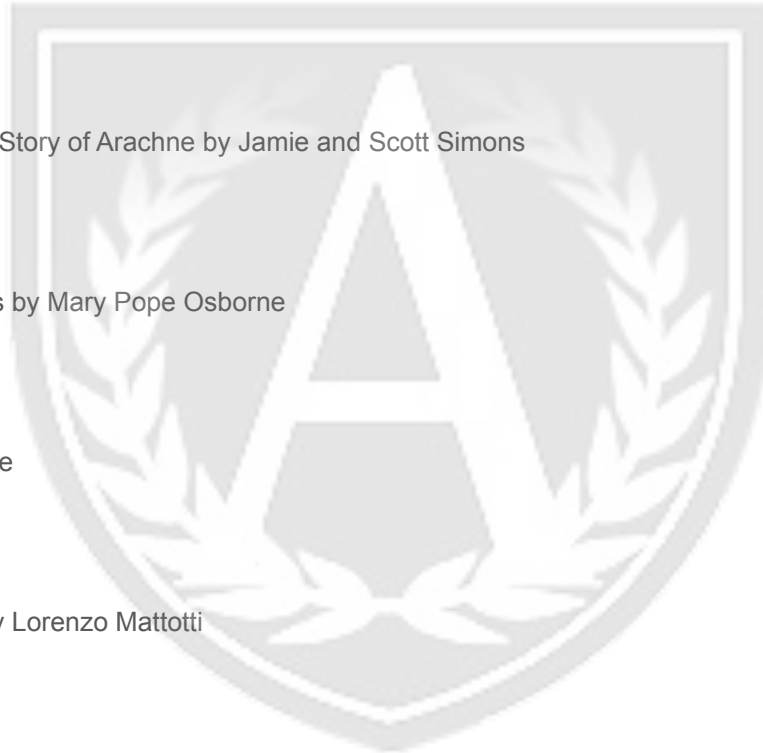 Story of Arachne by Jamie and Scott Simons
s by Mary Pope Osborne
e
y Lorenzo Mattotti
A